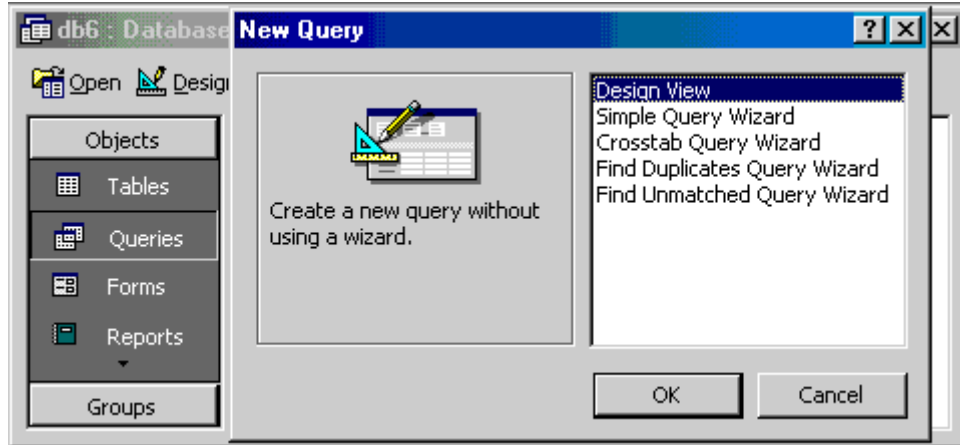 db6 : Database
New Query
Open Desig
Objects
Tables
Queries
Forms
Reports
Groups
Create a new query without
using a wizard.
Design View
Simple Query Wizard
Crosstab Query Wizard
Find Duplicates Query Wizard
Find Unmatched Query Wizard
OK
Cancel